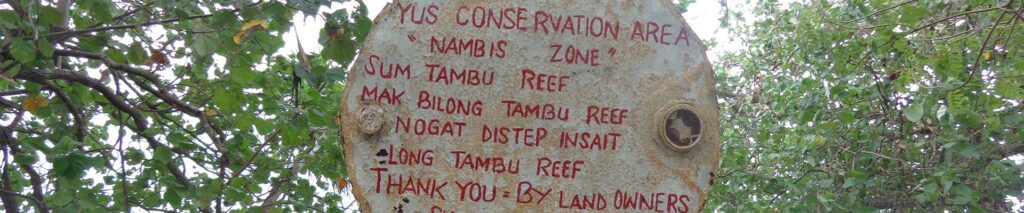 YUS CONSERVATION AREA
"NAMBIS ZONE"
SUM TAMBU REEF
MAK BILONG TAMBU REEF
NOGAT DISTEP INSAIT
LONG TAMBU REEF
THANK YOU = BY LAND OWNERS